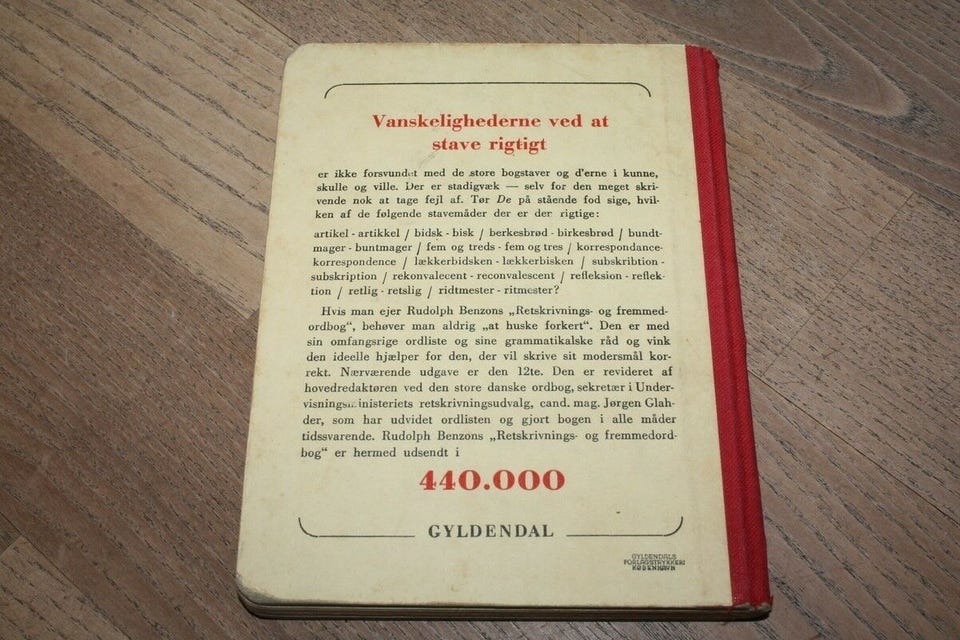 Vanskelighederne ved at
stave rigtigt
er ikke forsvundet med de store bogstaver og d'erne i kunne,
skulle og ville. Der er stadigvæk — selv for den meget skri-
vende nok at tage fejl af. Tør De på stående fod sige, hvil-
ken af de følgende stavemåder der er der rigtige:
artikel - artikkel / bidsk - bisk / berkesbrød - birkesbrød / bundt-
mager - buntmager / fem og treds - fem og tres / korrespondance-
korrespondence / lækkerbidsken - lækkerbisken / subskribtion -
subskription / rekonvalecent - reconvalescent / refleksion - reflek-
tion / retlig - retslig / ridtmester - ritmester?
Hvis man ejer Rudolph Benzons „Retskrivnings- og fremmed-
ordbog“, behøver man aldrig „at huske forkert“. Den er med
sin omfangsrige ordliste og sine grammatikalske råd og vink
den ideelle hjælper for den, der vil skrive sit modersmål kor-
rekt. Nærværende udgave er den 12te. Den er revideret af
hovedredaktøren ved den store danske ordbog, sekretær i Under-
visningsministeriets retskrivningsudvalg, cand. mag. Jørgen Glah-
der, som har udvidet ordlisten og gjort bogen i alle måder
tidssvarende. Rudolph Benzons „Retskrivnings- og fremmedord-
bog“ er hermed udsendt i
440.000
GYLDENDAL
GYLDENDALS
FORLAGSTRYKKERI
KØBENHAVN